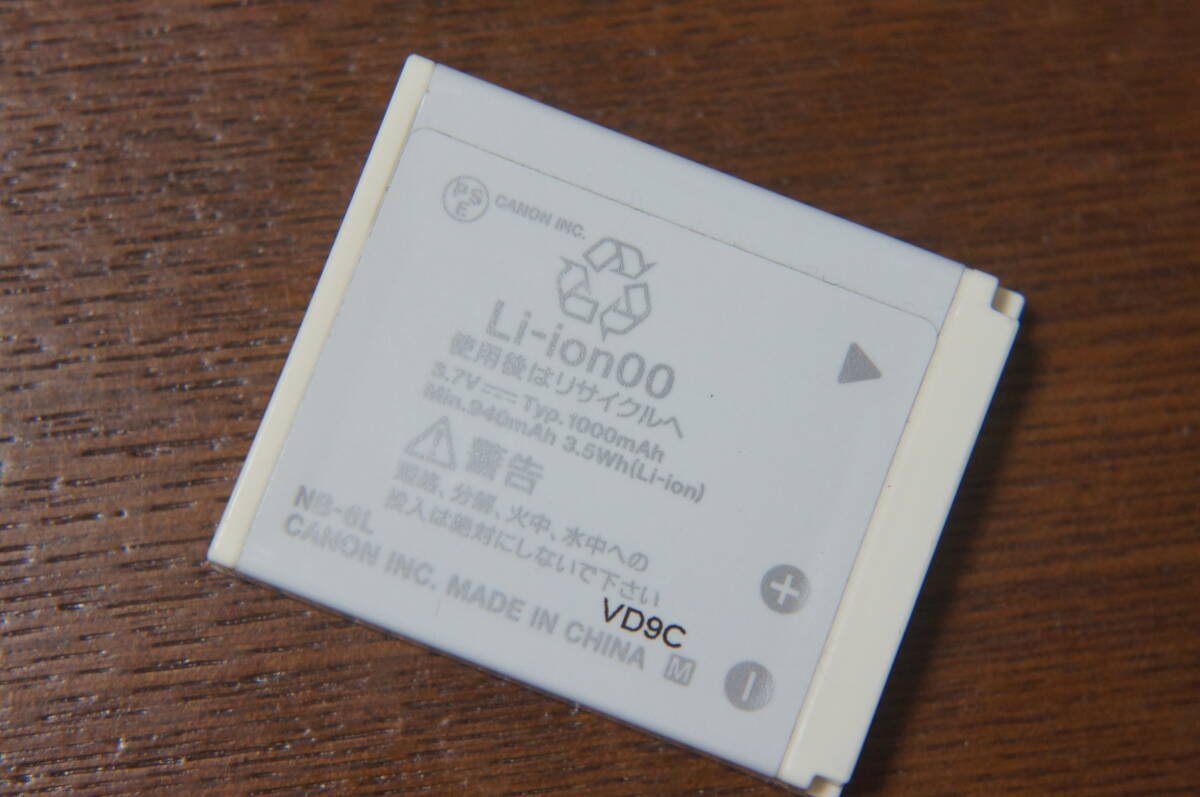 PSE CANON INC.
Li-ion00
使用後はリサイクルへ
3.7V⎓Typ.1000mAh
Min.940mAh 3.5Wh(Li-ion)
⚠警告
短絡、分解、火中、水中への
投入は絶対にしないで下さい
NB-6L
VD9C
CANON INC. MADE IN CHINA M
+
-